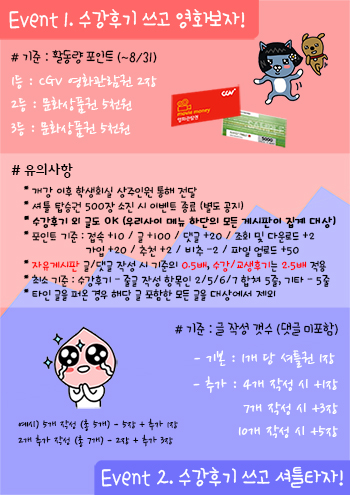 Event 1. 수강후기 쓰고 영화보자!
# 기준 : 활동량 포인트 (~8/31)
1등 : CGV 영화관람권 2장
2등 : 문화상품권 5천원
3등 : 문화상품권 5천원
CGV
movie money
영화관람권
SAMPLE
5000
# 유의사항
* 개강 이후 학생회실 상주인원 통해 전달
* 셔틀 탑승권 500장 소진 시 이벤트 종료 (별도 공지)
* 수강후기 외 글도 OK (우리사이 메뉴 하단의 모든 게시판이 집계 대상)
* 포인트 기준 : 접속 +10 / 글 +100 / 댓글 +20 / 조회 및 다운로드 +2
가입 +20 / 추천 +2 / 비추 -2 / 파일 업로드 +50
* 자유게시판 글/댓글 작성 시 기준의 0.5배, 수강/교생후기는 2.5배 적용
* 최소 기준 : 수강후기 - 줄글 작성 항목인 2/5/6/7 합쳐 5줄, 기타 - 5줄
* 타인 글을 퍼온 경우 해당 글 포함한 모든 글을 대상에서 제외
# 기준 : 글 작성 갯수 (댓글 미포함)
- 기본 : 1개 당 셔틀권 1장
- 추가 : 4개 작성 시 +1장
7개 작성 시 +3장
10개 작성 시 +5장
예시) 5개 작성 (총 5개) - 5장 + 추가 1장
2개 추가 작성 (총 7개) - 2장 + 추가 3장
Event 2. 수강후기 쓰고 셔틀타자!